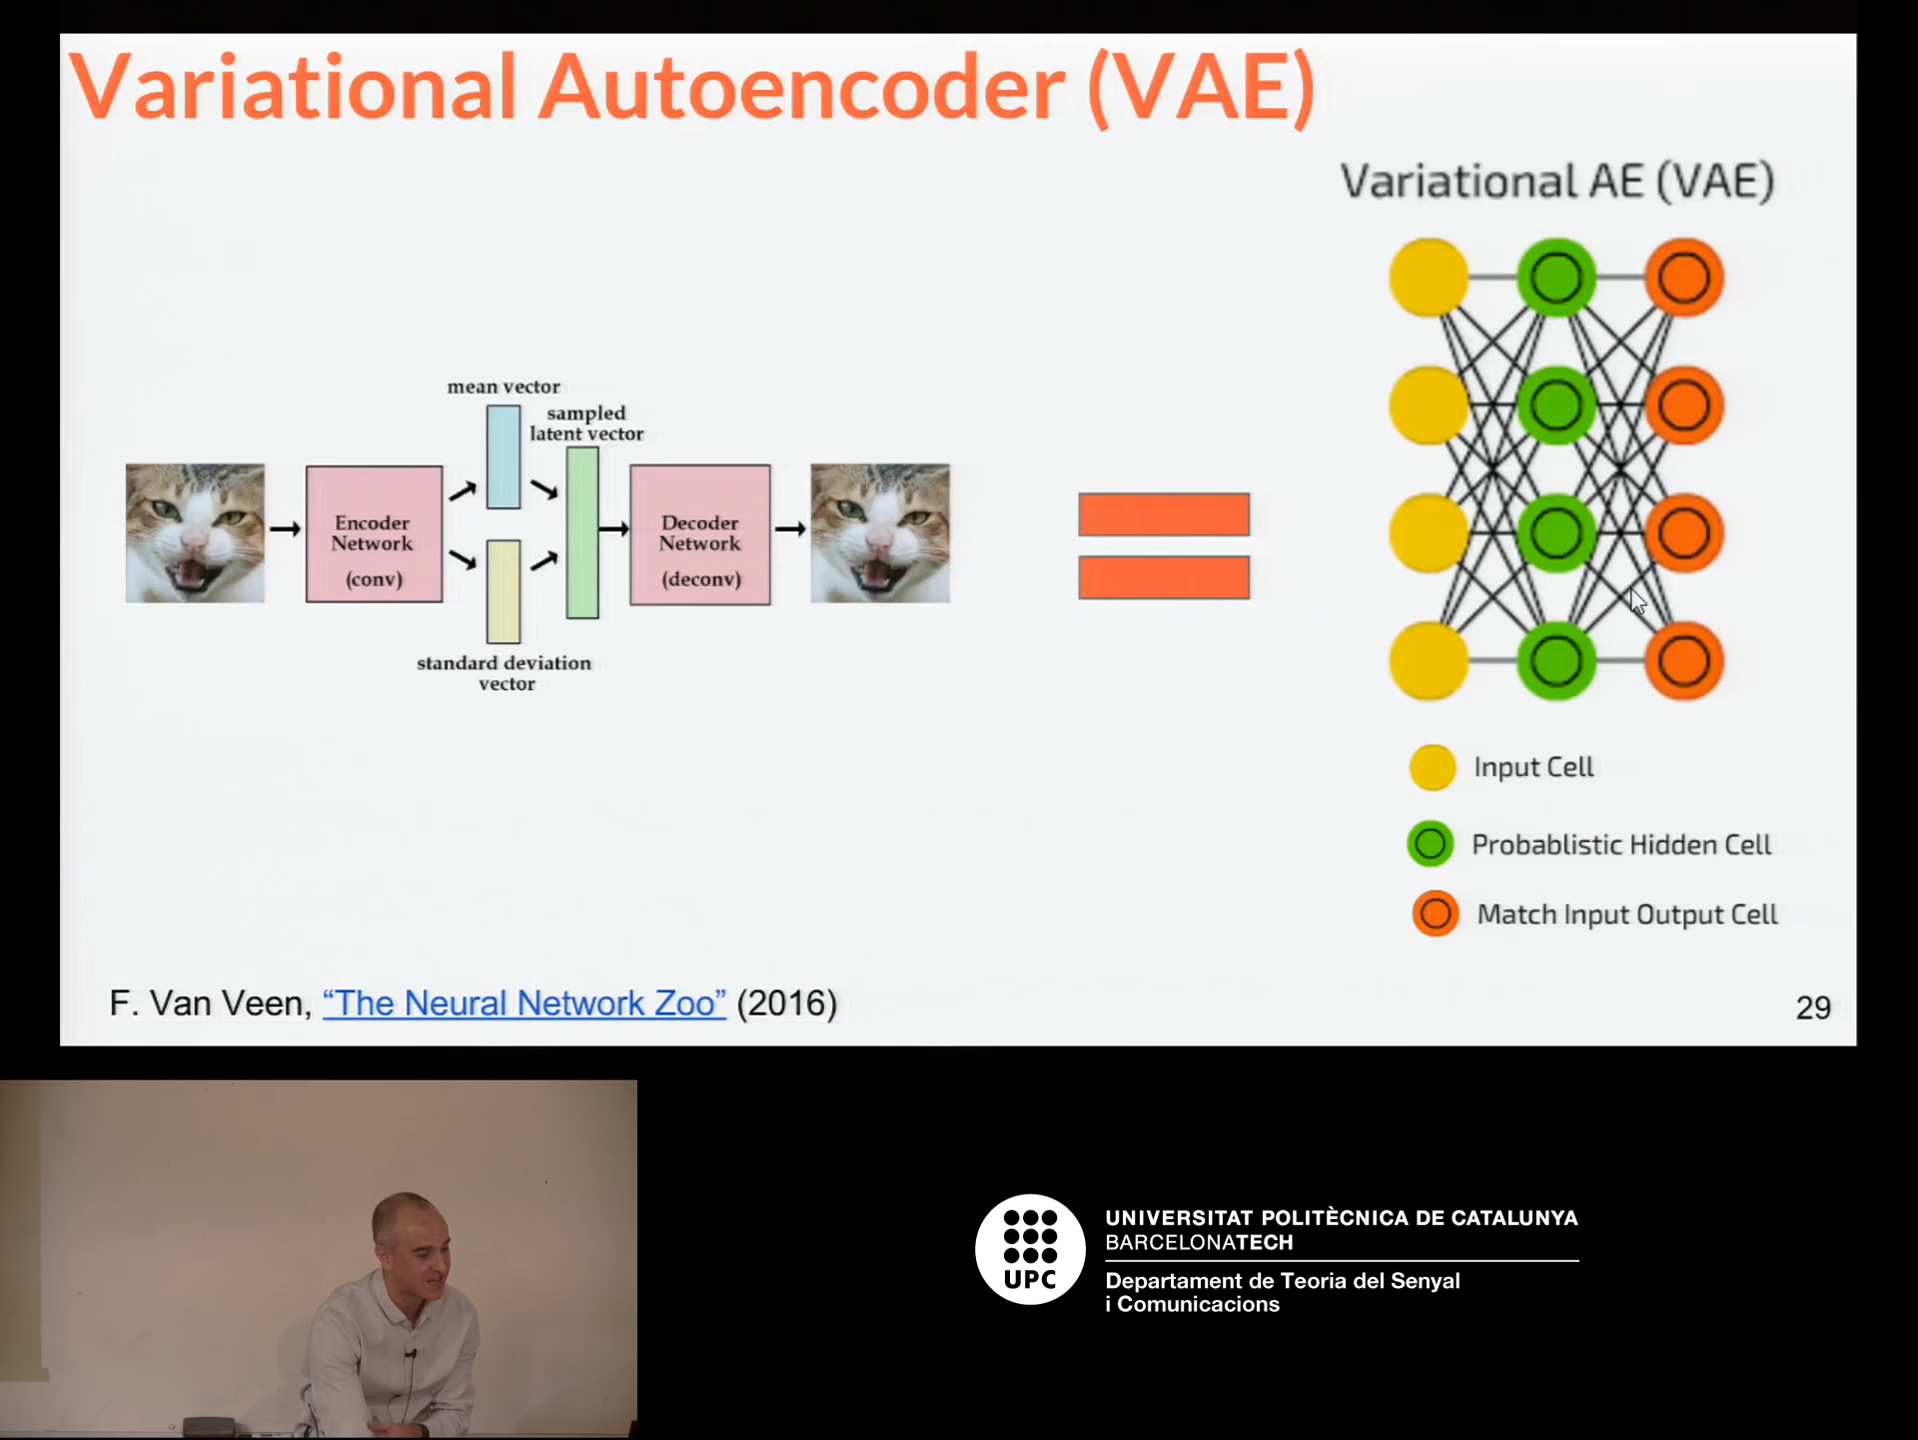 Variational Autoencoder (VAE)
Variational AE (VAE)
mean vector
sampled
latent vector
Encoder
Network
(conv)
Decoder
Network
(deconv)
standard deviation
vector
Input Cell
Probablistic Hidden Cell
Match Input Output Cell
F. Van Veen, “The Neural Network Zoo” (2016)
29
UPC
UNIVERSITAT POLITÈCNICA DE CATALUNYA
BARCELONATECH
Departament de Teoria del Senyal
i Comunicacions